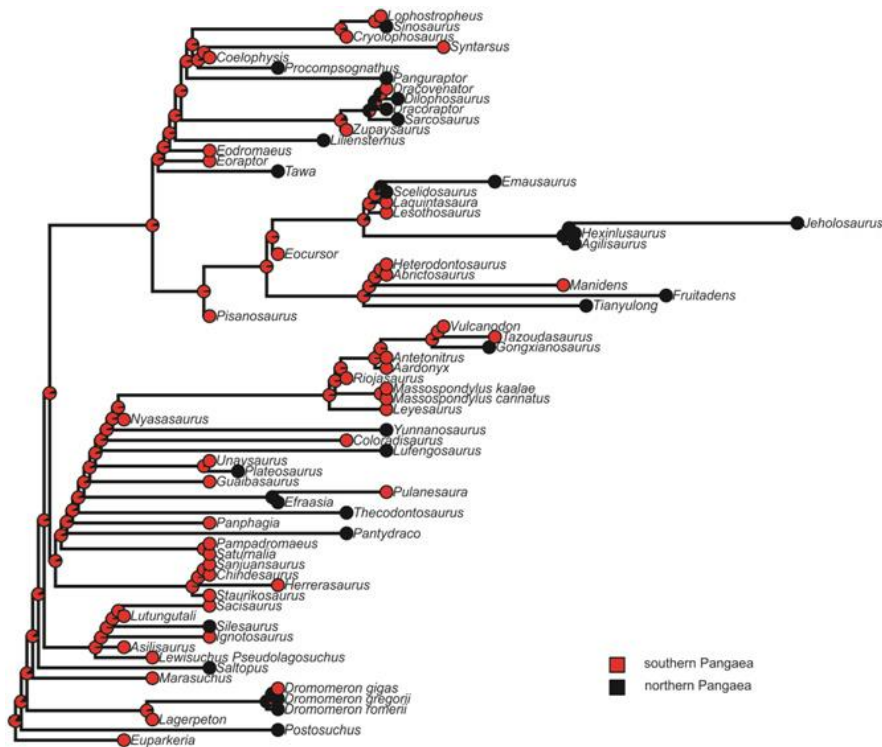 Lophostropheus
Sinosaurus
Cryolophosaurus
Syntarsus
Coelophysis
Procompsognathus
Panguraptor
Dracovenator
Dilophosaurus
Dracoraptor
Sarcosaurus
Zupaysaurus
Liliensternus
Eodromaeus
Eoraptor
Tawa
Emausaurus
Scelidosaurus
Laquintasaura
Lesothosaurus
Jeholosaurus
Hexinlusaurus
Agilisaurus
Eocursor
Heterodontosaurus
Abrictosaurus
Manidens
Fruitadens
Tianyulong
Pisanosaurus
Vulcanodon
Tazoudasaurus
Gongxianosaurus
Antetonitrus
Aardonyx
Riojasaurus
Massospondylus kaalae
Massospondylus carinatus
Leyesaurus
Nyasasaurus
Yunnanosaurus
Coloradisaurus
Lufengosaurus
Unaysaurus
Plateosaurus
Guaibasaurus
Pulanesaura
Efraasia
Thecodontosaurus
Panphagia
Pantydraco
Pampadromaeus
Saturnalia
Sanjuansaurus
Chindesaurus
Herrerasaurus
Staurikosaurus
Sacisaurus
Lutungutali
Silesaurus
Ignotosaurus
Asilisaurus
Lewisuchus Pseudolagosuchus
Saltopus
Marasuchus
Dromomeron gigas
Dromomeron gregorii
Dromomeron romerii
Lagerpeton
Postosuchus
Euparkeria
southern Pangaea
northern Pangaea